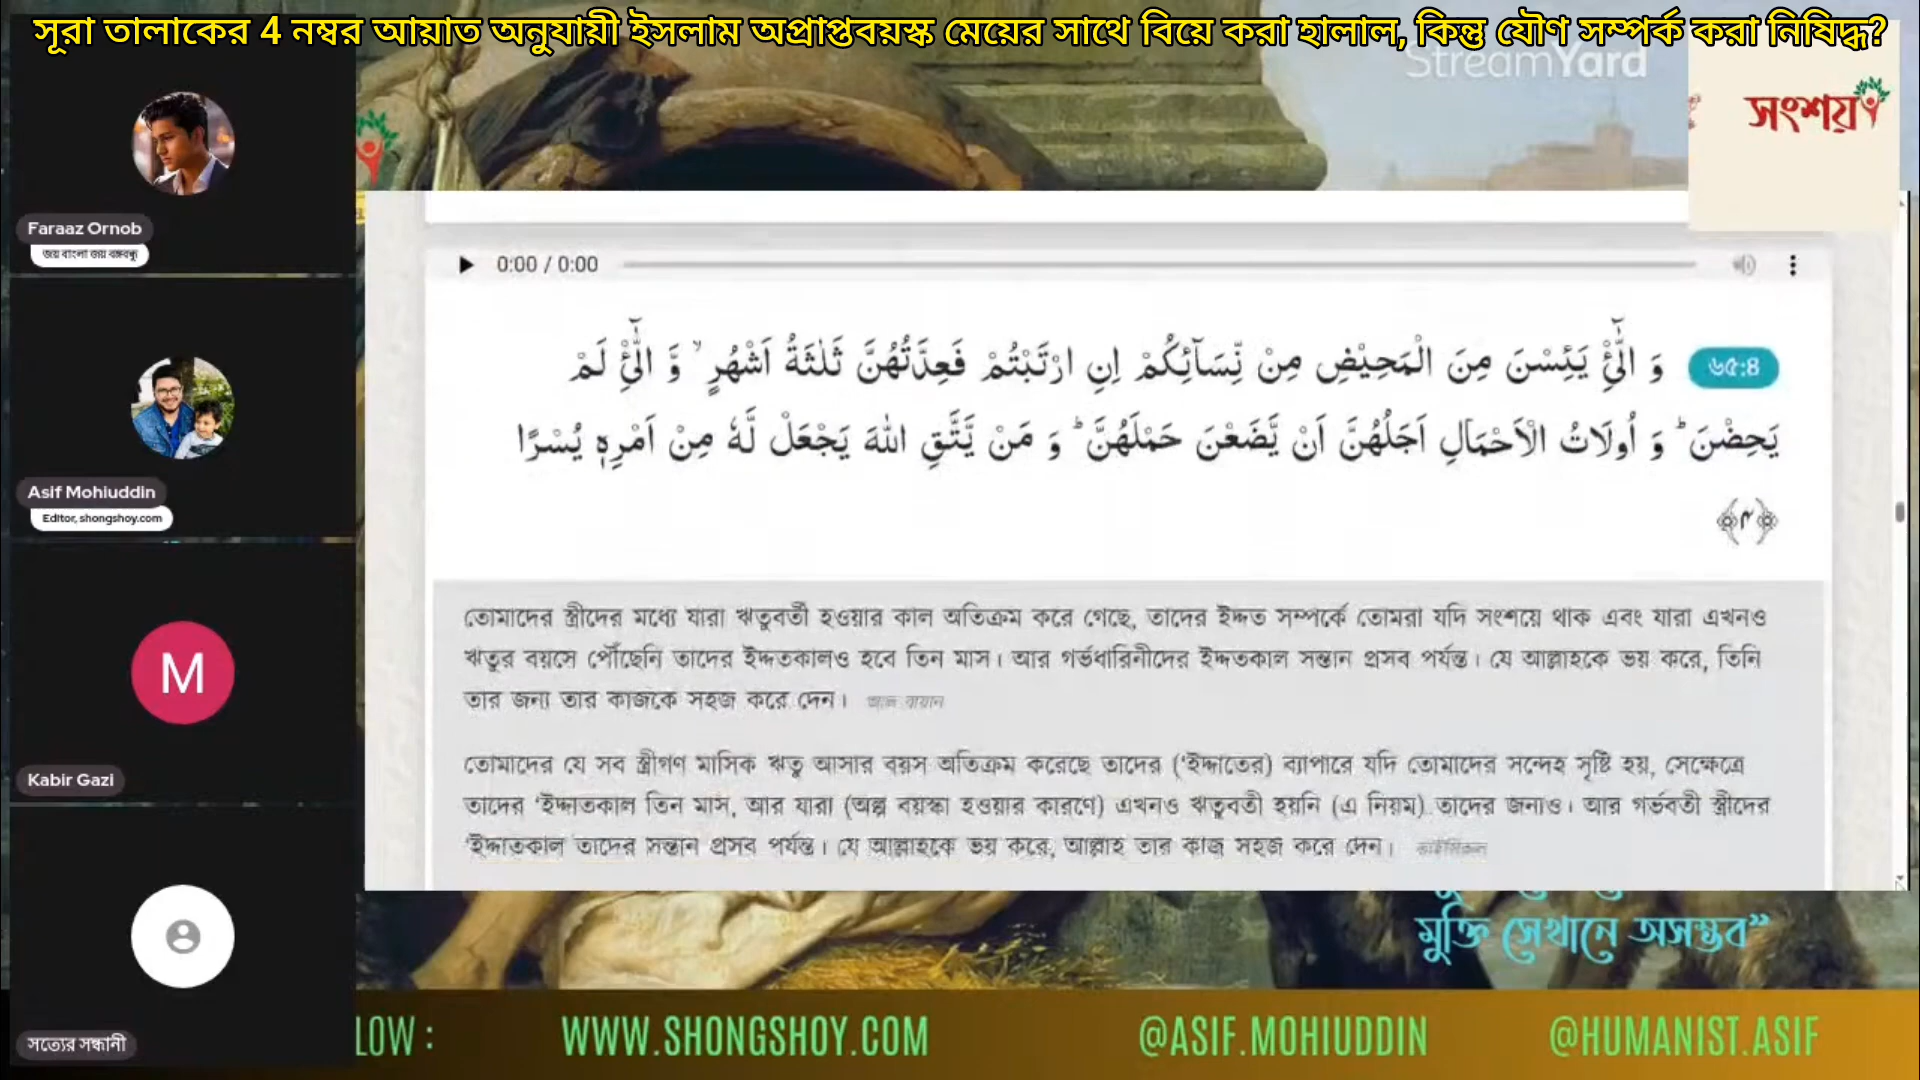 সূরা তালাকের 4 নম্বর আয়াত অনুযায়ী ইসলাম অপ্রাপ্তবয়স্ক মেয়ের সাথে বিয়ে করা হালাল, কিন্তু যৌণ সম্পর্ক করা নিষিদ্ধ?
StreamYard
সংশয়
Faraaz Ornob
জয় বাংলা জয় বঙ্গবন্ধু
0:00 / 0:00
৬৫:৪
وَ الّٰٓیِٴْ یَئِسْنَ مِنَ الْمَحِیْضِ مِنْ نِّسَآئِكُمْ اِنِ ارْتَبْتُمْ فَعِدَّتُهُنَّ ثَلٰثَةُ اَشْهُرٍ ۙ وَّ الّٰٓیِٴْ لَمْ
یَحِضْنَ ؕ وَ اُولَاتُ الْاَحْمَالِ اَجَلُهُنَّ اَنْ یَّضَعْنَ حَمْلَهُنَّ ؕ وَ مَنْ یَّتَّقِ اللّٰهَ یَجْعَلْ لَّهٗ مِنْ اَمْرِهٖ یُسْرًا
﴿۴﴾
Asif Mohiuddin
Editor, shongshoy.com
তোমাদের স্ত্রীদের মধ্যে যারা ঋতুবর্তী হওয়ার কাল অতিক্রম করে গেছে, তাদের ইদ্দত সম্পর্কে তোমরা যদি সংশয়ে থাক এবং যারা এখনও
ঋতুর বয়সে পৌঁছেনি তাদের ইদ্দতকালও হবে তিন মাস। আর গর্ভধারিনীদের ইদ্দতকাল সন্তান প্রসব পর্যন্ত। যে আল্লাহকে ভয় করে, তিনি
তার জন্য তার কাজকে সহজ করে দেন। আল-বায়ান
তোমাদের যে সব স্ত্রীগণ মাসিক ঋতু আসার বয়স অতিক্রম করেছে তাদের ('ইদ্দাতের) ব্যাপারে যদি তোমাদের সন্দেহ সৃষ্টি হয়, সেক্ষেত্রে
তাদের 'ইদ্দাতকাল তিন মাস, আর যারা (অল্প বয়স্কা হওয়ার কারণে) এখনও ঋতুবতী হয়নি (এ নিয়ম) তাদের জন্যও। আর গর্ভবতী স্ত্রীদের
'ইদ্দাতকাল তাদের সন্তান প্রসব পর্যন্ত। যে আল্লাহকে ভয় করে, আল্লাহ তার কাজ সহজ করে দেন। তাইসিরুল
M
Kabir Gazi
মুক্তি সেখানে অসম্ভব”
সত্যের সন্ধানী
LOW :
WWW.SHONGSHOY.COM
@ASIF.MOHIUDDIN
@HUMANIST.ASIF